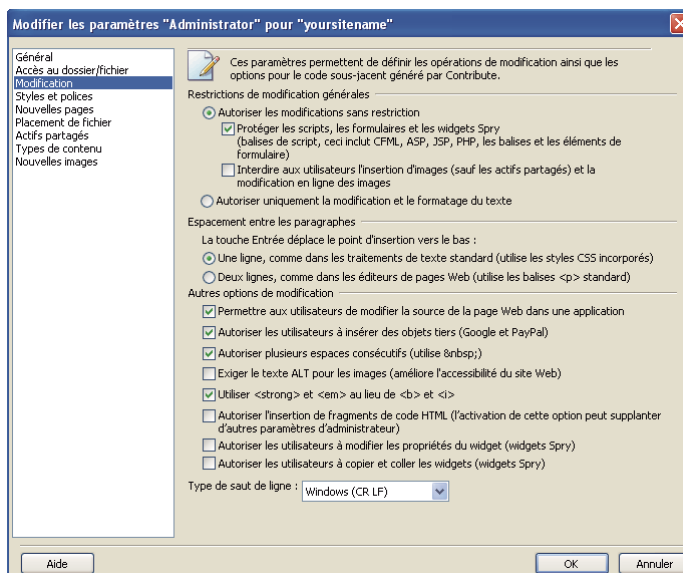 Modifier les paramètres "Administrator" pour "yoursitename"
Général
Accès au dossier/fichier
Modification
Styles et polices
Nouvelles pages
Placement de fichier
Actifs partagés
Types de contenu
Nouvelles images
Ces paramètres permettent de définir les opérations de modification ainsi que les
options pour le code sous-jacent généré par Contribute.
Restrictions de modification générales
Autoriser les modifications sans restriction
Protéger les scripts, les formulaires et les widgets Spry
(balises de script, ceci inclut CFML, ASP, JSP, PHP, les balises et les éléments de
formulaire)
Interdire aux utilisateurs l'insertion d'images (sauf les actifs partagés) et la
modification en ligne des images
Autoriser uniquement la modification et le formatage du texte
Espacement entre les paragraphes
La touche Entrée déplace le point d'insertion vers le bas :
Une ligne, comme dans les traitements de texte standard (utilise les styles CSS incorporés)
Deux lignes, comme dans les éditeurs de pages Web (utilise les balises <p> standard)
Autres options de modification
Permettre aux utilisateurs de modifier la source de la page Web dans une application
Autoriser les utilisateurs à insérer des objets tiers (Google et PayPal)
Autoriser plusieurs espaces consécutifs (utilise &nbsp;)
Exiger le texte ALT pour les images (améliore l'accessibilité du site Web)
Utiliser <strong> et <em> au lieu de <b> et <i>
Autoriser l'insertion de fragments de code HTML (l'activation de cette option peut supplanter
d'autres paramètres d'administrateur)
Autoriser les utilisateurs à modifier les propriétés du widget (widgets Spry)
Autoriser les utilisateurs à copier et coller les widgets (widgets Spry)
Type de saut de ligne : Windows (CR LF)
Aide OK Annuler